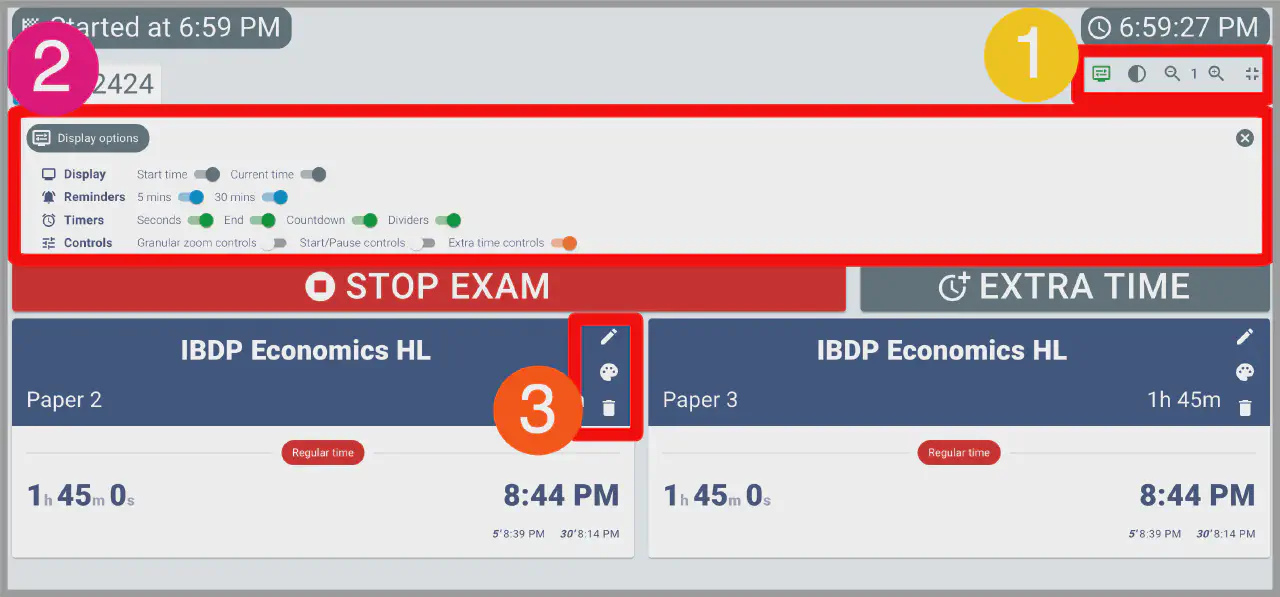 Started at 6:59 PM
6:59:27 PM
1
2
2424
1
Display options
Display Start time Current time
Reminders 5 mins 30 mins
Timers Seconds End Countdown Dividers
Controls Granular zoom controls Start/Pause controls Extra time controls
STOP EXAM
EXTRA TIME
IBDP Economics HL
Paper 2
3
Regular time
1h 45m 0s
8:44 PM
5'8:39 PM 30'8:14 PM
IBDP Economics HL
Paper 3
1h 45m
Regular time
1h 45m 0s
8:44 PM
5'8:39 PM 30'8:14 PM